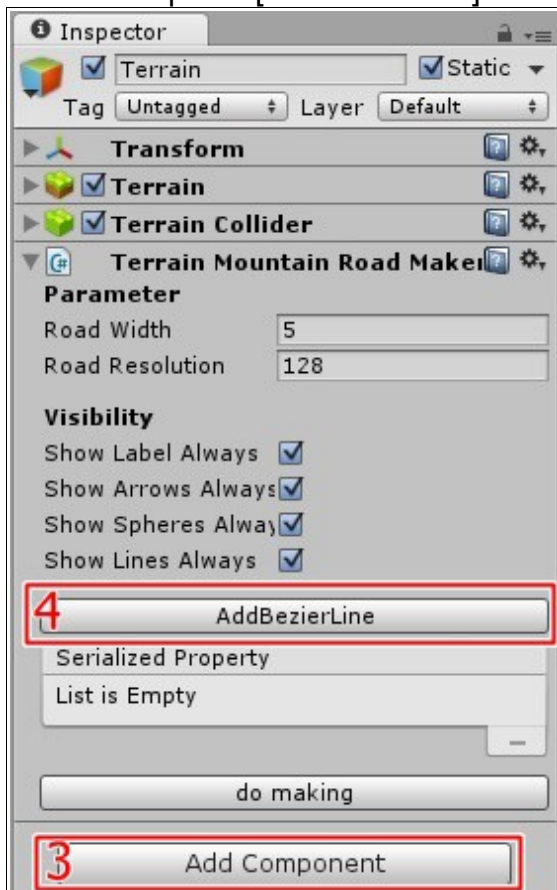 Inspector
Terrain Static
Tag Untagged Layer Default
Transform
Terrain
Terrain Collider
Terrain Mountain Road Maker
Parameter
Road Width 5
Road Resolution 128
Visibility
Show Label Always
Show Arrows Always
Show Spheres Alway
Show Lines Always
4 AddBezierLine
Serialized Property
List is Empty
do making
3 Add Component